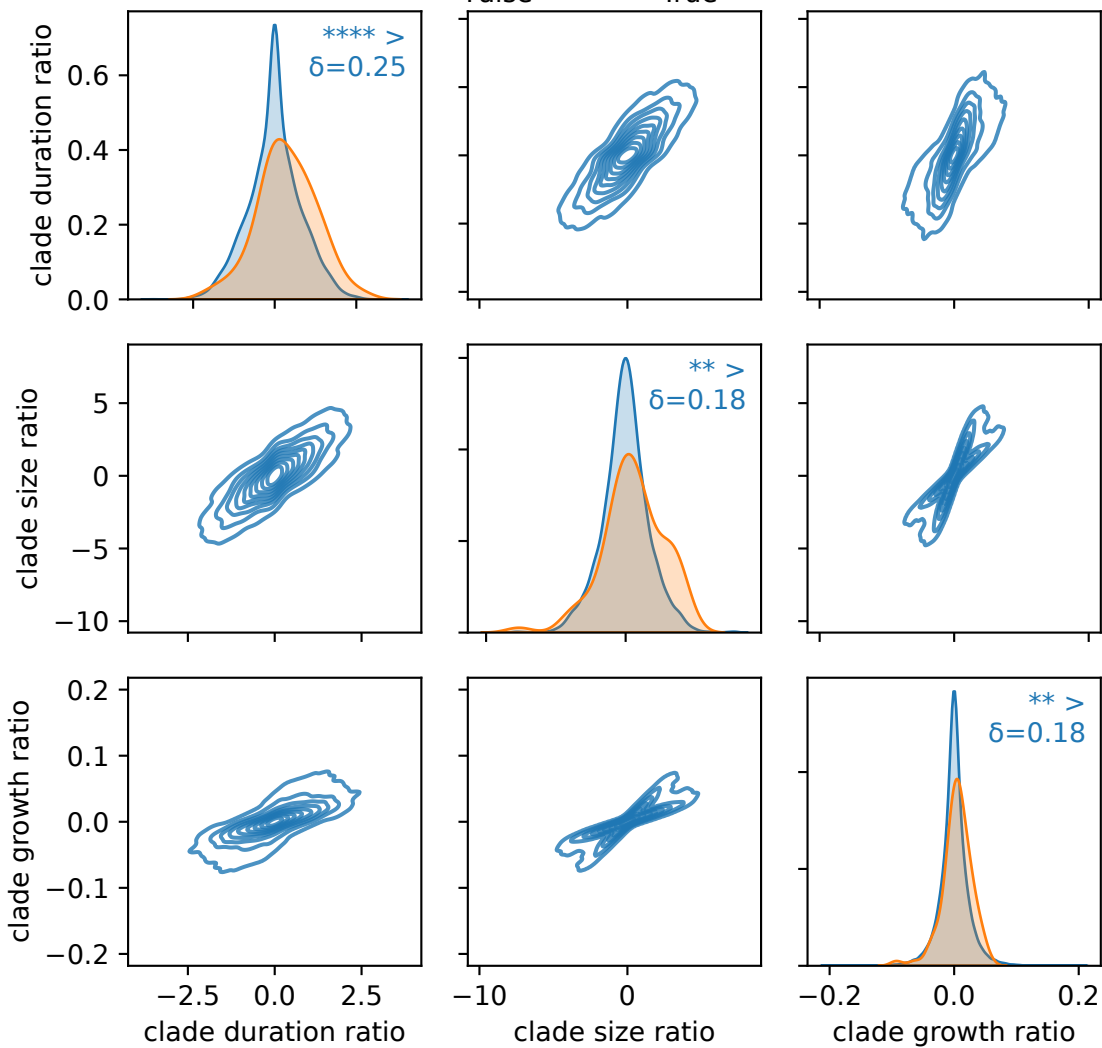 clade duration ratio
0.6
0.4
0.2
0.0
**** >
δ=0.25
clade size ratio
5
0
−5
−10
** >
δ=0.18
clade growth ratio
0.2
0.1
0.0
−0.1
−0.2
** >
δ=0.18
−2.5 0.0 2.5
−10 0
−0.2 0.0 0.2
clade duration ratio
clade size ratio
clade growth ratio